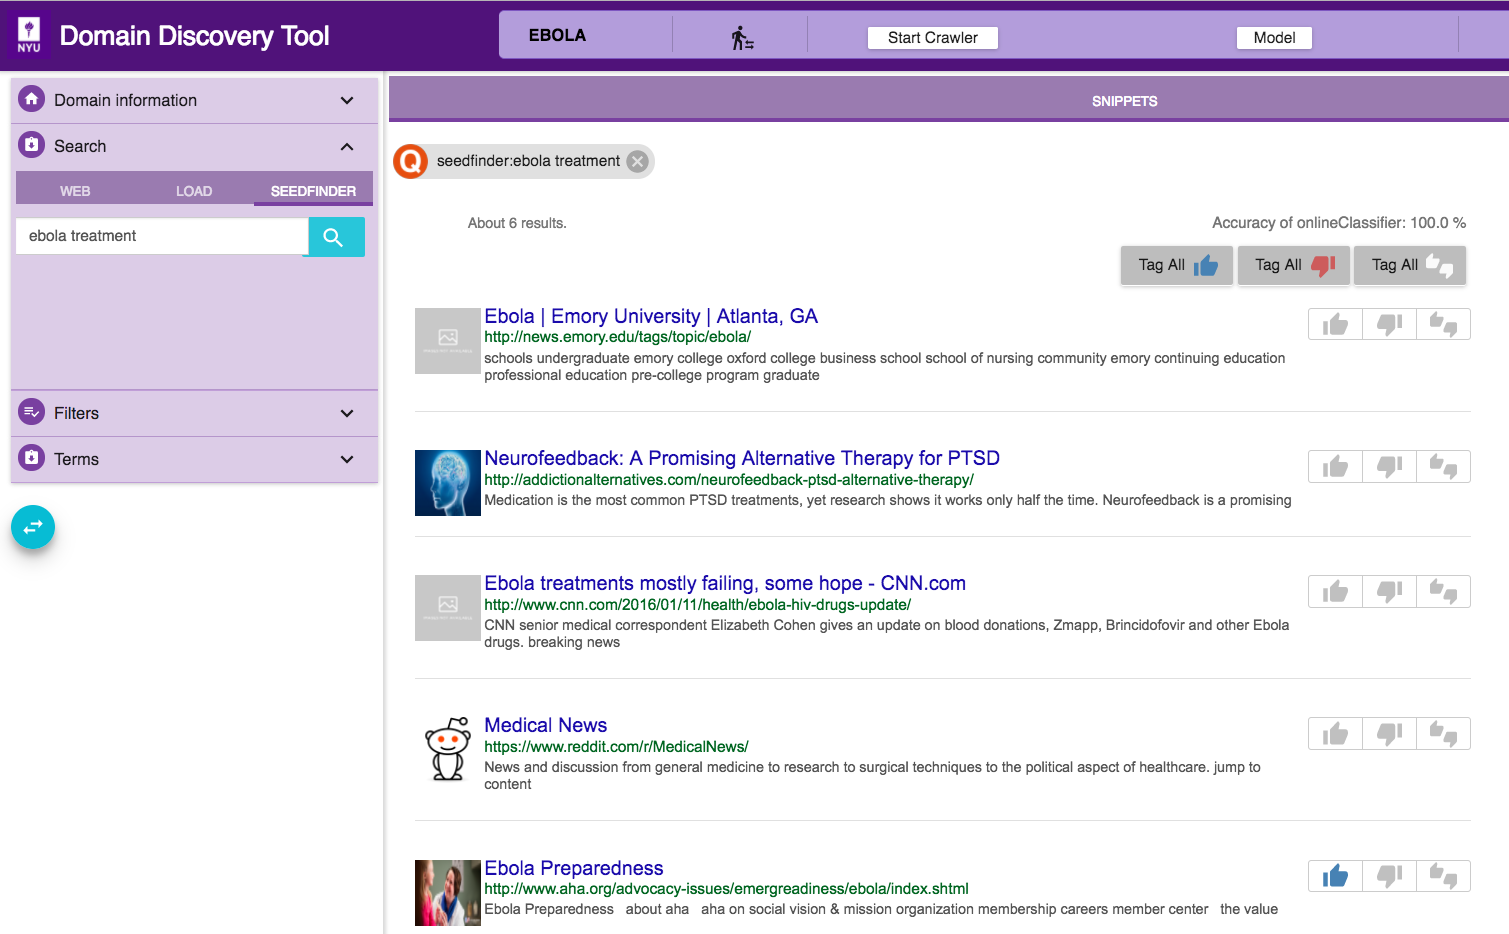 NYU
Domain Discovery Tool
EBOLA
Start Crawler
Model
Domain information
Search
WEB
LOAD
SEEDFINDER
ebola treatment
Filters
Terms
SNIPPETS
Q
seedfinder:ebola treatment
About 6 results.
Accuracy of onlineClassifier: 100.0 %
Tag All
Tag All
Tag All
Ebola | Emory University | Atlanta, GA
http://news.emory.edu/tags/topic/ebola/
schools undergraduate emory college oxford college business school school of nursing community emory continuing education
professional education pre-college program graduate
Neurofeedback: A Promising Alternative Therapy for PTSD
http://addictionalternatives.com/neurofeedback-ptsd-alternative-therapy/
Medication is the most common PTSD treatments, yet research shows it works only half the time. Neurofeedback is a promising
Ebola treatments mostly failing, some hope - CNN.com
http://www.cnn.com/2016/01/11/health/ebola-hiv-drugs-update/
CNN senior medical correspondent Elizabeth Cohen gives an update on blood donations, Zmapp, Brincidofovir and other Ebola
drugs. breaking news
Medical News
https://www.reddit.com/r/MedicalNews/
News and discussion from general medicine to research to surgical techniques to the political aspect of healthcare. jump to
content
Ebola Preparedness
http://www.aha.org/advocacy-issues/emergreadiness/ebola/index.shtml
Ebola Preparedness about aha aha on social vision & mission organization membership careers member center the value